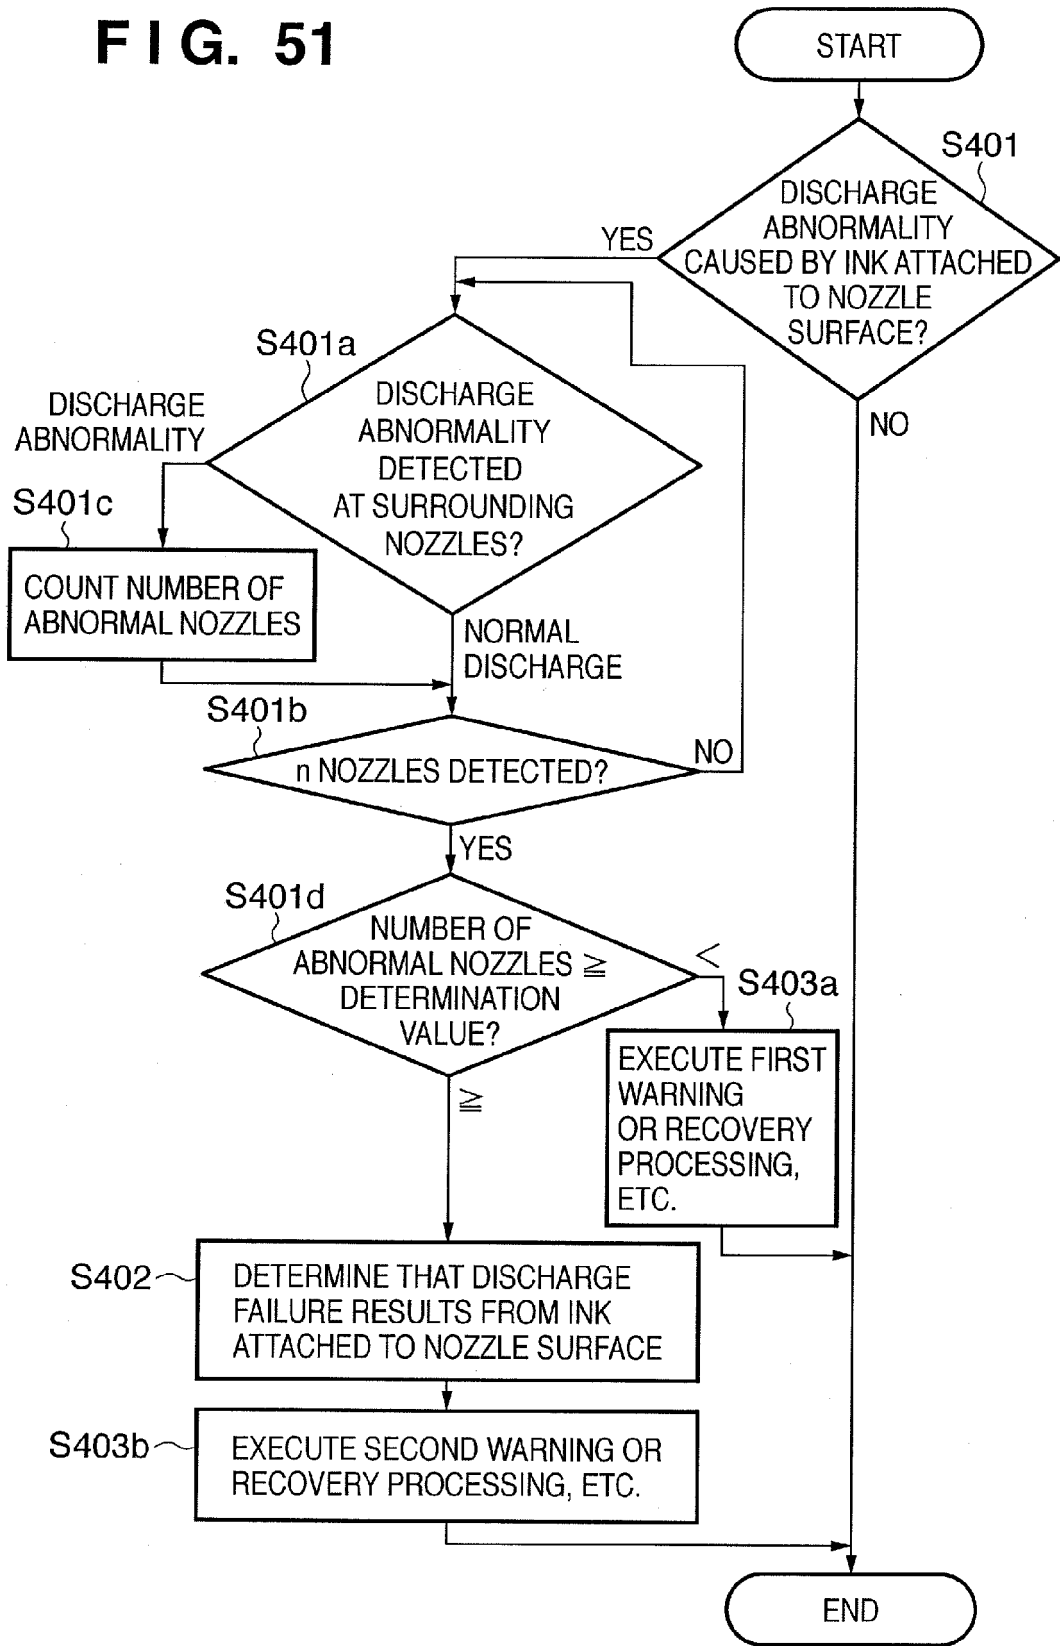 FIG. 51
START
S401
DISCHARGE
ABNORMALITY
CAUSED BY INK ATTACHED
TO NOZZLE
SURFACE?
YES
NO
S401a
DISCHARGE
ABNORMALITY
DETECTED
AT SURROUNDING
NOZZLES?
DISCHARGE
ABNORMALITY
S401c
COUNT NUMBER OF
ABNORMAL NOZZLES
NORMAL
DISCHARGE
S401b
n NOZZLES DETECTED?
NO
YES
S401d
NUMBER OF
ABNORMAL NOZZLES ≧
DETERMINATION
VALUE?
<
S403a
EXECUTE FIRST
WARNING
OR RECOVERY
PROCESSING,
ETC.
≧
S402
DETERMINE THAT DISCHARGE
FAILURE RESULTS FROM INK
ATTACHED TO NOZZLE SURFACE
S403b
EXECUTE SECOND WARNING OR
RECOVERY PROCESSING, ETC.
END